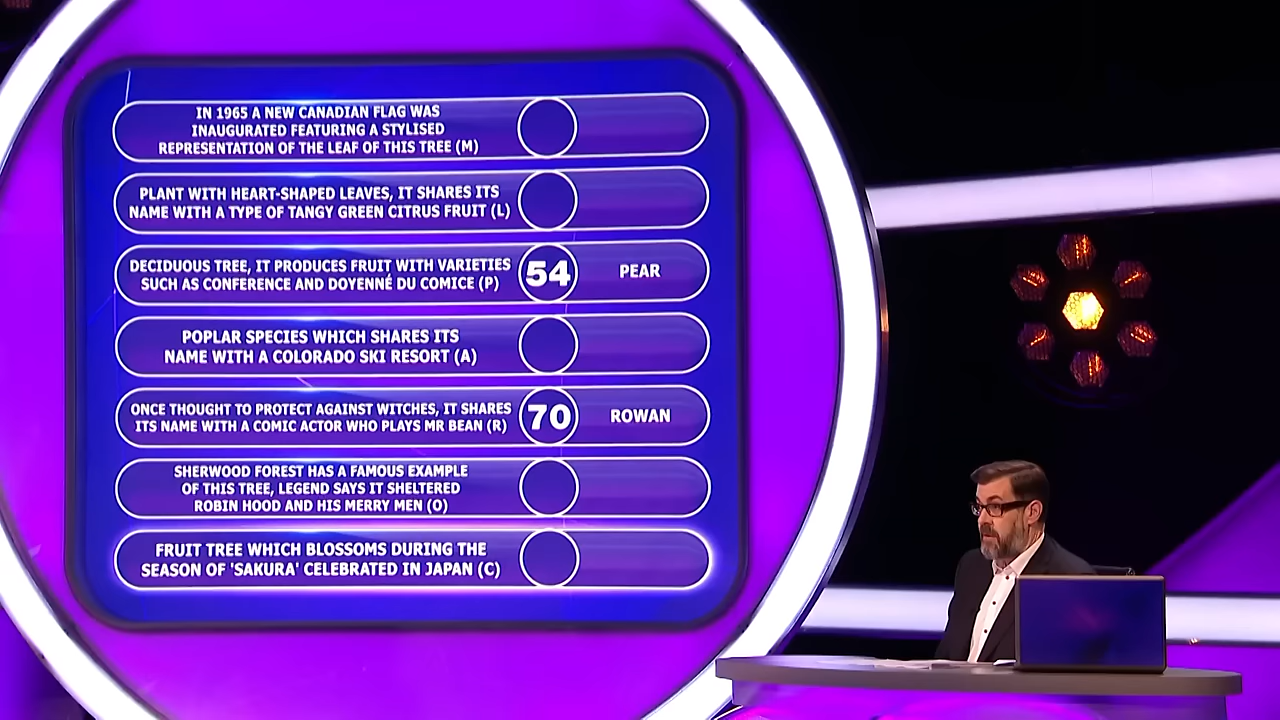 IN 1965 A NEW CANADIAN FLAG WAS
INAUGURATED FEATURING A STYLISED
REPRESENTATION OF THE LEAF OF THIS TREE (M)
PLANT WITH HEART-SHAPED LEAVES, IT SHARES ITS
NAME WITH A TYPE OF TANGY GREEN CITRUS FRUIT (L)
DECIDUOUS TREE, IT PRODUCES FRUIT WITH VARIETIES
SUCH AS CONFERENCE AND DOYENNÉ DU COMICE (P)
54
PEAR
POPLAR SPECIES WHICH SHARES ITS
NAME WITH A COLORADO SKI RESORT (A)
ONCE THOUGHT TO PROTECT AGAINST WITCHES, IT SHARES
ITS NAME WITH A COMIC ACTOR WHO PLAYS MR BEAN (R)
70
ROWAN
SHERWOOD FOREST HAS A FAMOUS EXAMPLE
OF THIS TREE, LEGEND SAYS IT SHELTERED
ROBIN HOOD AND HIS MERRY MEN (O)
FRUIT TREE WHICH BLOSSOMS DURING THE
SEASON OF 'SAKURA' CELEBRATED IN JAPAN (C)